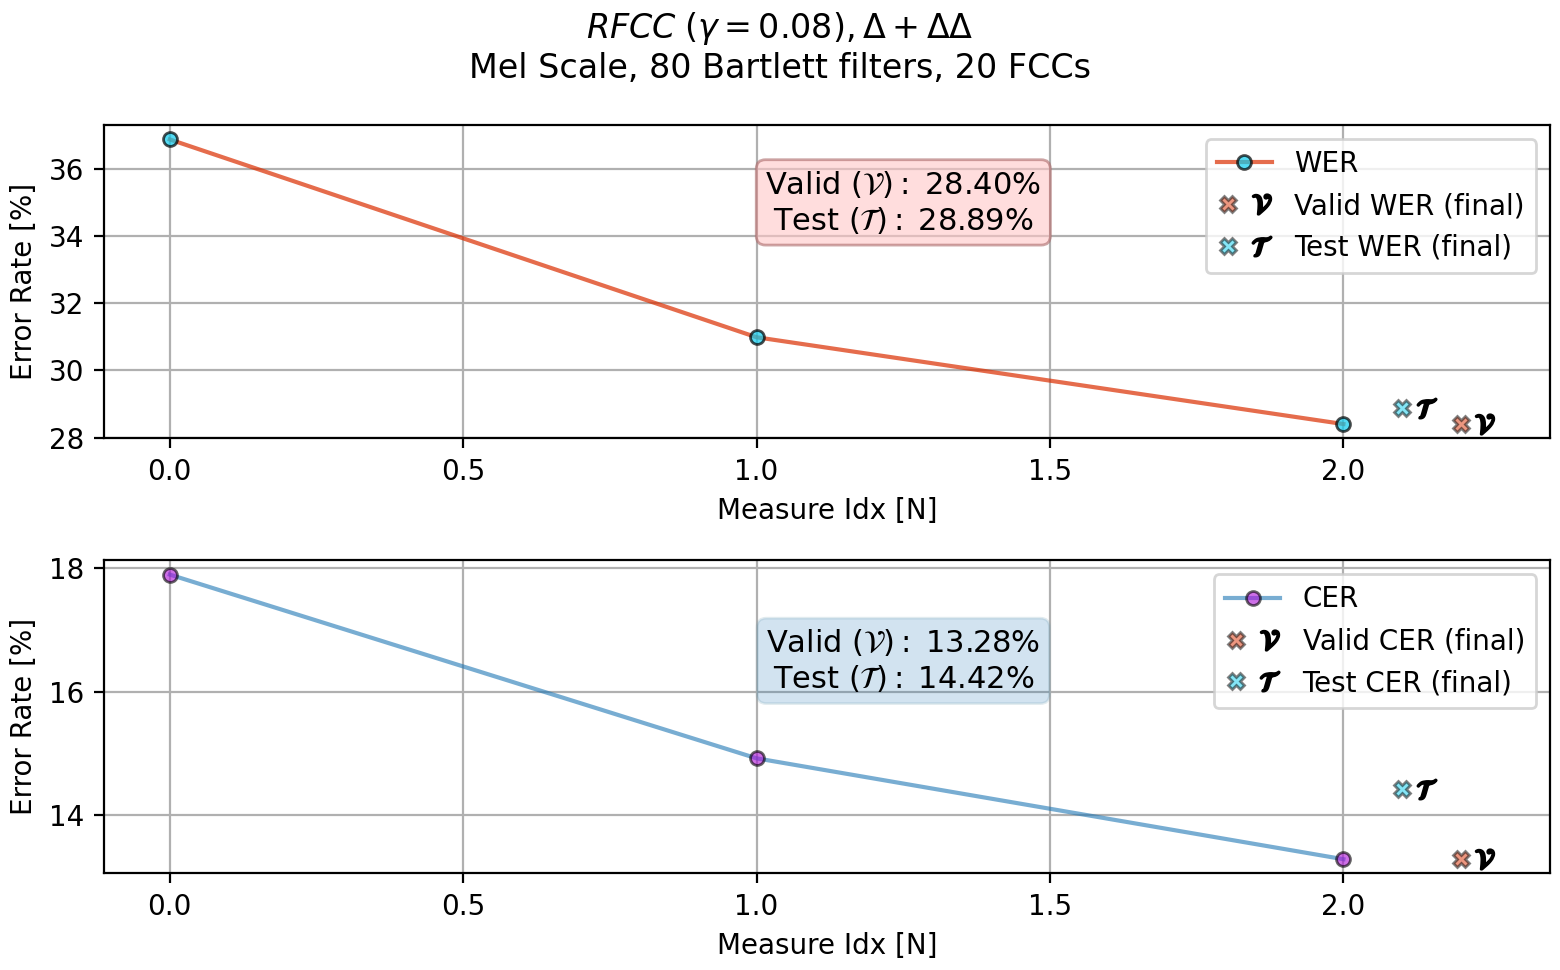 RFCC (γ = 0.08), Δ + ΔΔ
Mel Scale, 80 Bartlett filters, 20 FCCs
Error Rate [%]
36
34
32
30
28
Valid (𝒱) : 28.40%
Test (𝒯) : 28.89%
WER
𝒱 Valid WER (final)
𝒯 Test WER (final)
𝒯
𝒱
0.0 0.5 1.0 1.5 2.0
Measure Idx [N]
Error Rate [%]
18
16
14
Valid (𝒱) : 13.28%
Test (𝒯) : 14.42%
CER
𝒱 Valid CER (final)
𝒯 Test CER (final)
𝒯
𝒱
0.0 0.5 1.0 1.5 2.0
Measure Idx [N]